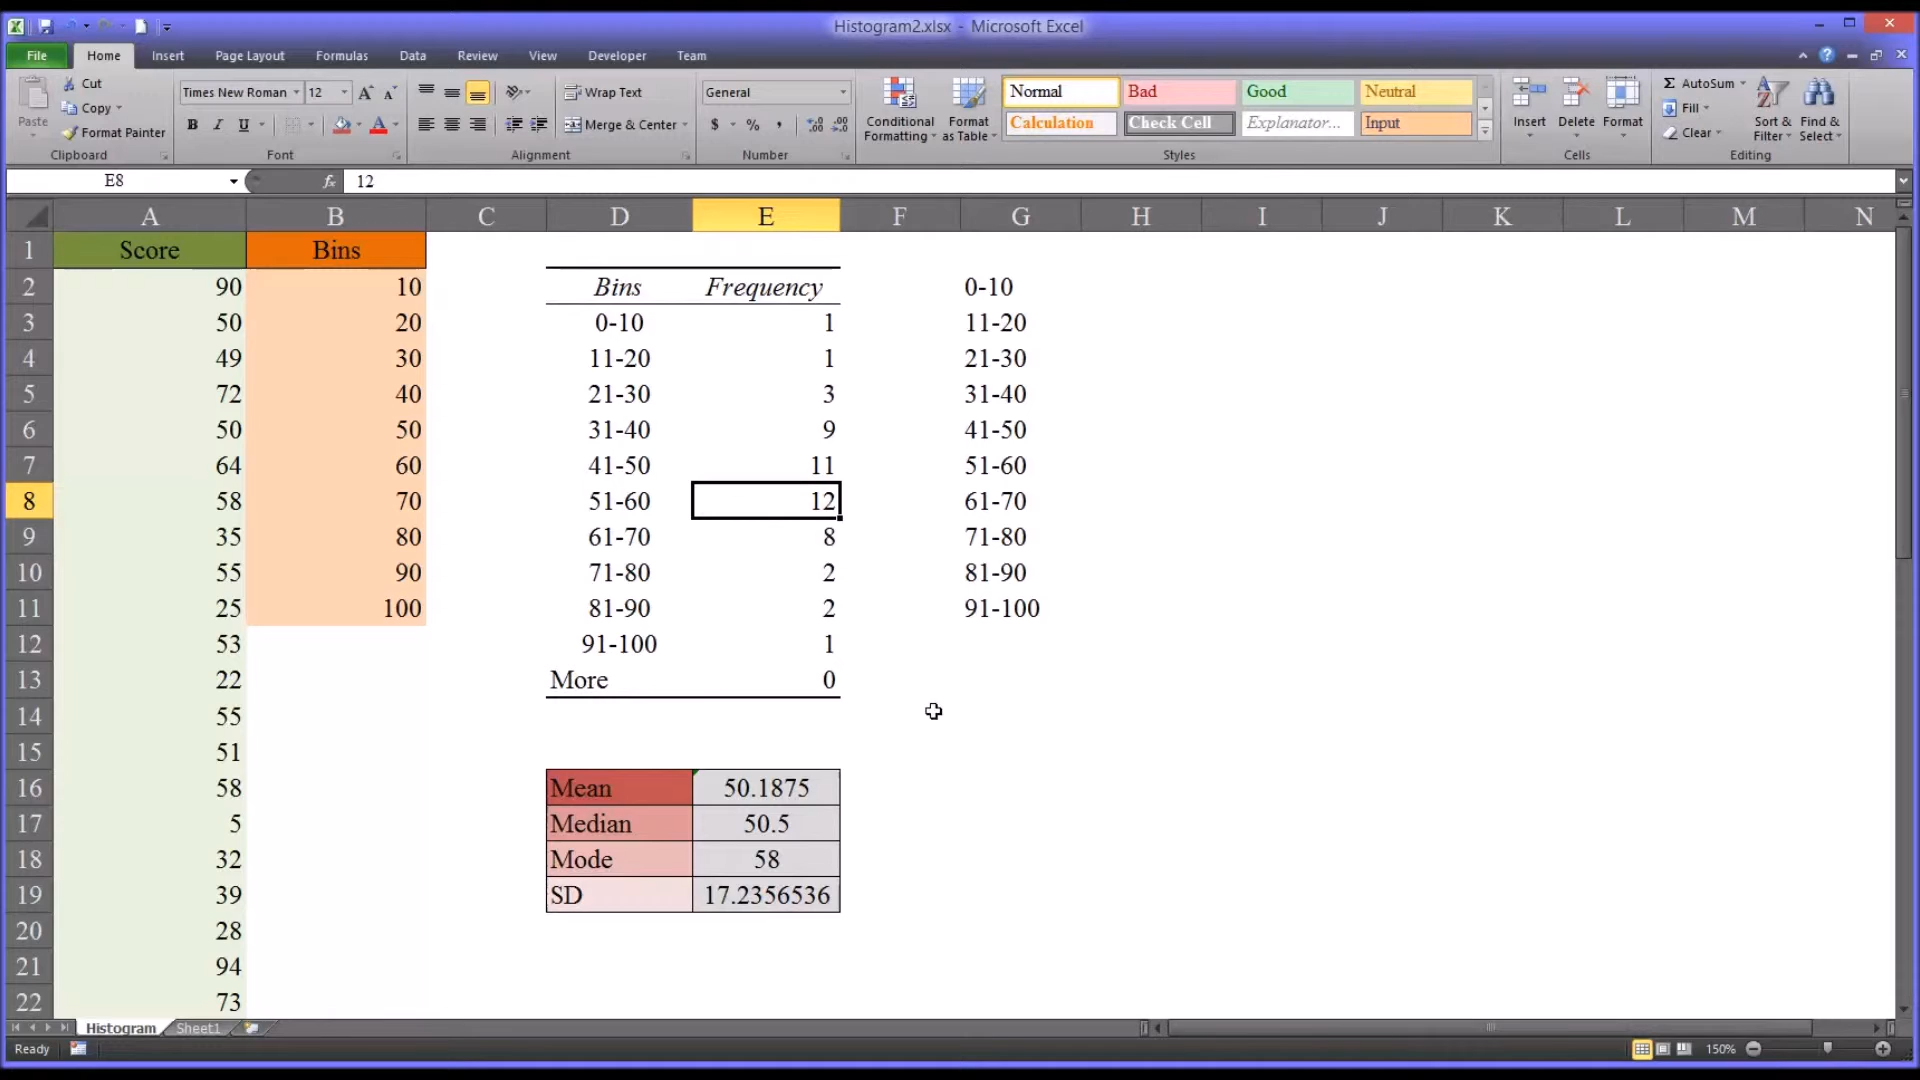 Histogram2.xlsx - Microsoft Excel
File Home Insert Page Layout Formulas Data Review View Developer Team
Paste
Cut
Copy
Format Painter
Clipboard
Times New Roman 12
B I U
Font
Wrap Text
Merge & Center
Alignment
General
$ % ,
Number
Conditional Formatting
Format as Table
Normal Bad Good Neutral
Calculation Check Cell Explanator... Input
Styles
Insert Delete Format
Cells
Σ AutoSum
Fill
Clear
Sort & Filter
Find & Select
Editing
E8 fx 12
A B C D E F G H I J K L M N
1 Score Bins
2 90 10 Bins Frequency 0-10
3 50 20 0-10 1 11-20
4 49 30 11-20 1 21-30
5 72 40 21-30 3 31-40
6 50 50 31-40 9 41-50
7 64 60 41-50 11 51-60
8 58 70 51-60 12 61-70
9 35 80 61-70 8 71-80
10 55 90 71-80 2 81-90
11 25 100 81-90 2 91-100
12 53 91-100 1
13 22 More 0
14 55
15 51
16 58 Mean 50.1875
17 5 Median 50.5
18 32 Mode 58
19 39 SD 17.2356536
20 28
21 94
22 73
Histogram Sheet1
Ready 150%